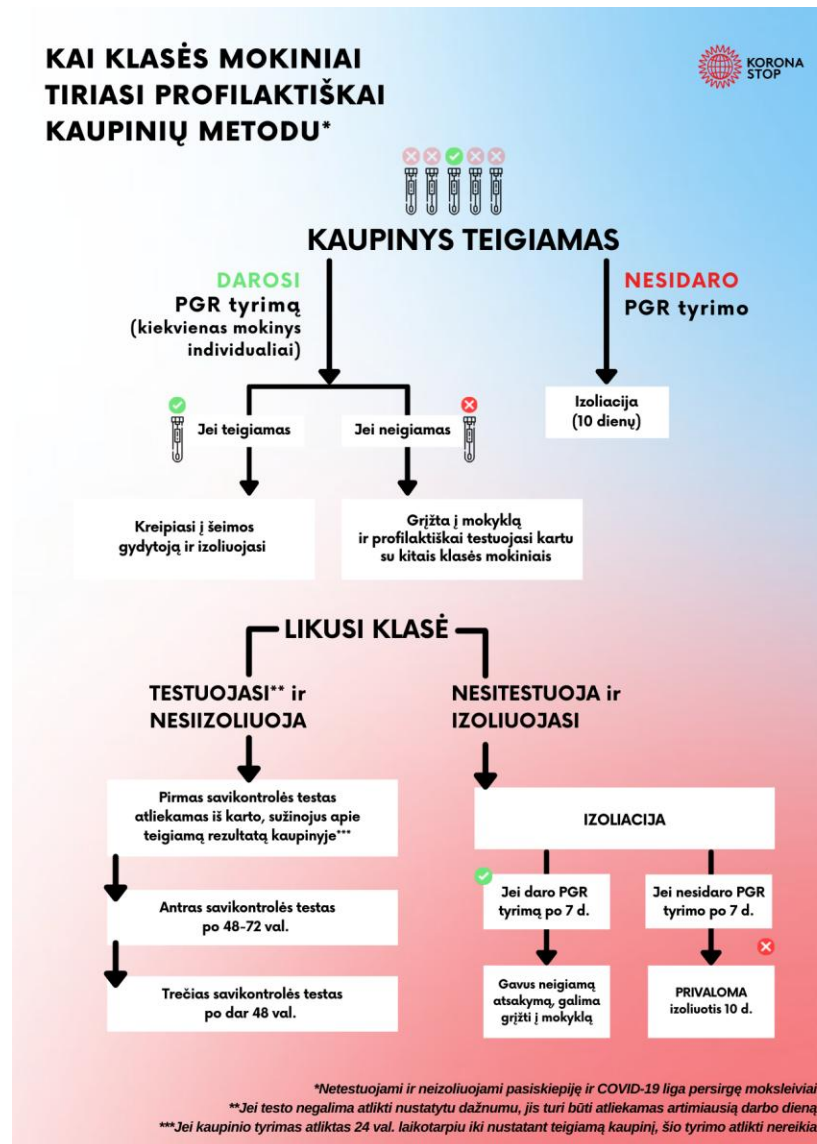 KAI KLASĖS MOKINIAI
TIRIASI PROFILAKTIŠKAI
KAUPINIŲ METODU*
KORONA
STOP
KAUPINYS TEIGIAMAS
DAROSI
PGR tyrimą
(kiekvienas mokinys
individualiai)
NESIDARO
PGR tyrimo
Jei teigiamas
Jei neigiamas
Izoliacija
(10 dienų)
Kreipiasi į šeimos
gydytoją ir izoliuojasi
Grįžta į mokyklą
ir profilaktiškai testuojasi kartu
su kitais klasės mokiniais
LIKUSI KLASĖ
TESTUOJASI** ir
NESIIZOLIUOJA
NESITESTUOJA ir
IZOLIUOJASI
Pirmas savikontrolės testas
atliekamas iš karto, sužinojus apie
teigiamą rezultatą kaupinyje***
Antras savikontrolės testas
po 48-72 val.
Trečias savikontrolės testas
po dar 48 val.
IZOLIACIJA
Jei daro PGR
tyrimą po 7 d.
Jei nesidaro PGR
tyrimo po 7 d.
Gavus neigiamą
atsakymą, galima
grįžti į mokyklą
PRIVALOMA
izoliuotis 10 d.
*Netestuojami ir neizoliuojami pasiskiepiję ir COVID-19 liga persirgę moksleiviai
**Jei testo negalima atlikti nustatytu dažnumu, jis turi būti atliekamas artimiausią darbo dieną
***Jei kaupinio tyrimas atliktas 24 val. laikotarpiu iki nustatant teigiamą kaupinį, šio tyrimo atlikti nereikia